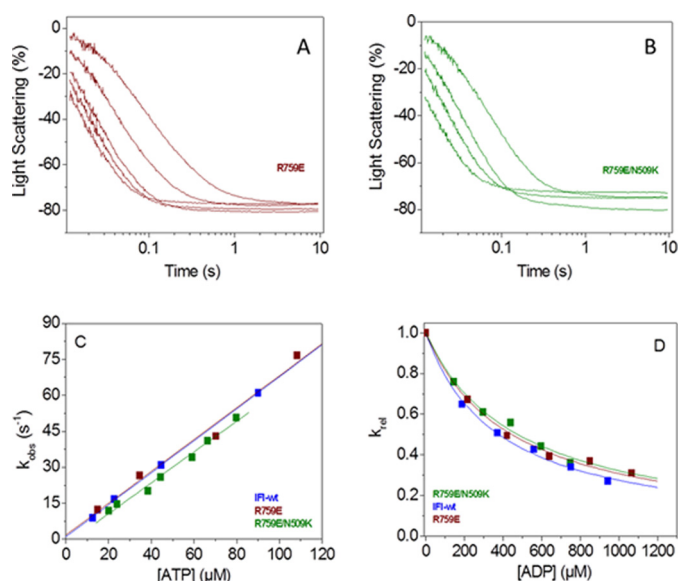 0
-20
-40
-60
-80
Light Scattering (%)
A
R759E
0.1
1
10
Time (s)
0
-20
-40
-60
-80
Light Scattering (%)
B
R759E/N509K
0.1
1
10
Time (s)
90
75
60
45
30
15
0
k obs (s-1)
C
IFI-wt
R759E
R759E/N509K
0 20 40 60 80 100 120
[ATP] (µM)
1.0
0.8
0.6
0.4
0.2
0.0
k rel
D
R759E/N509K
IFI-wt
R759E
0 200 400 600 800 1000 1200
[ADP] (µM)